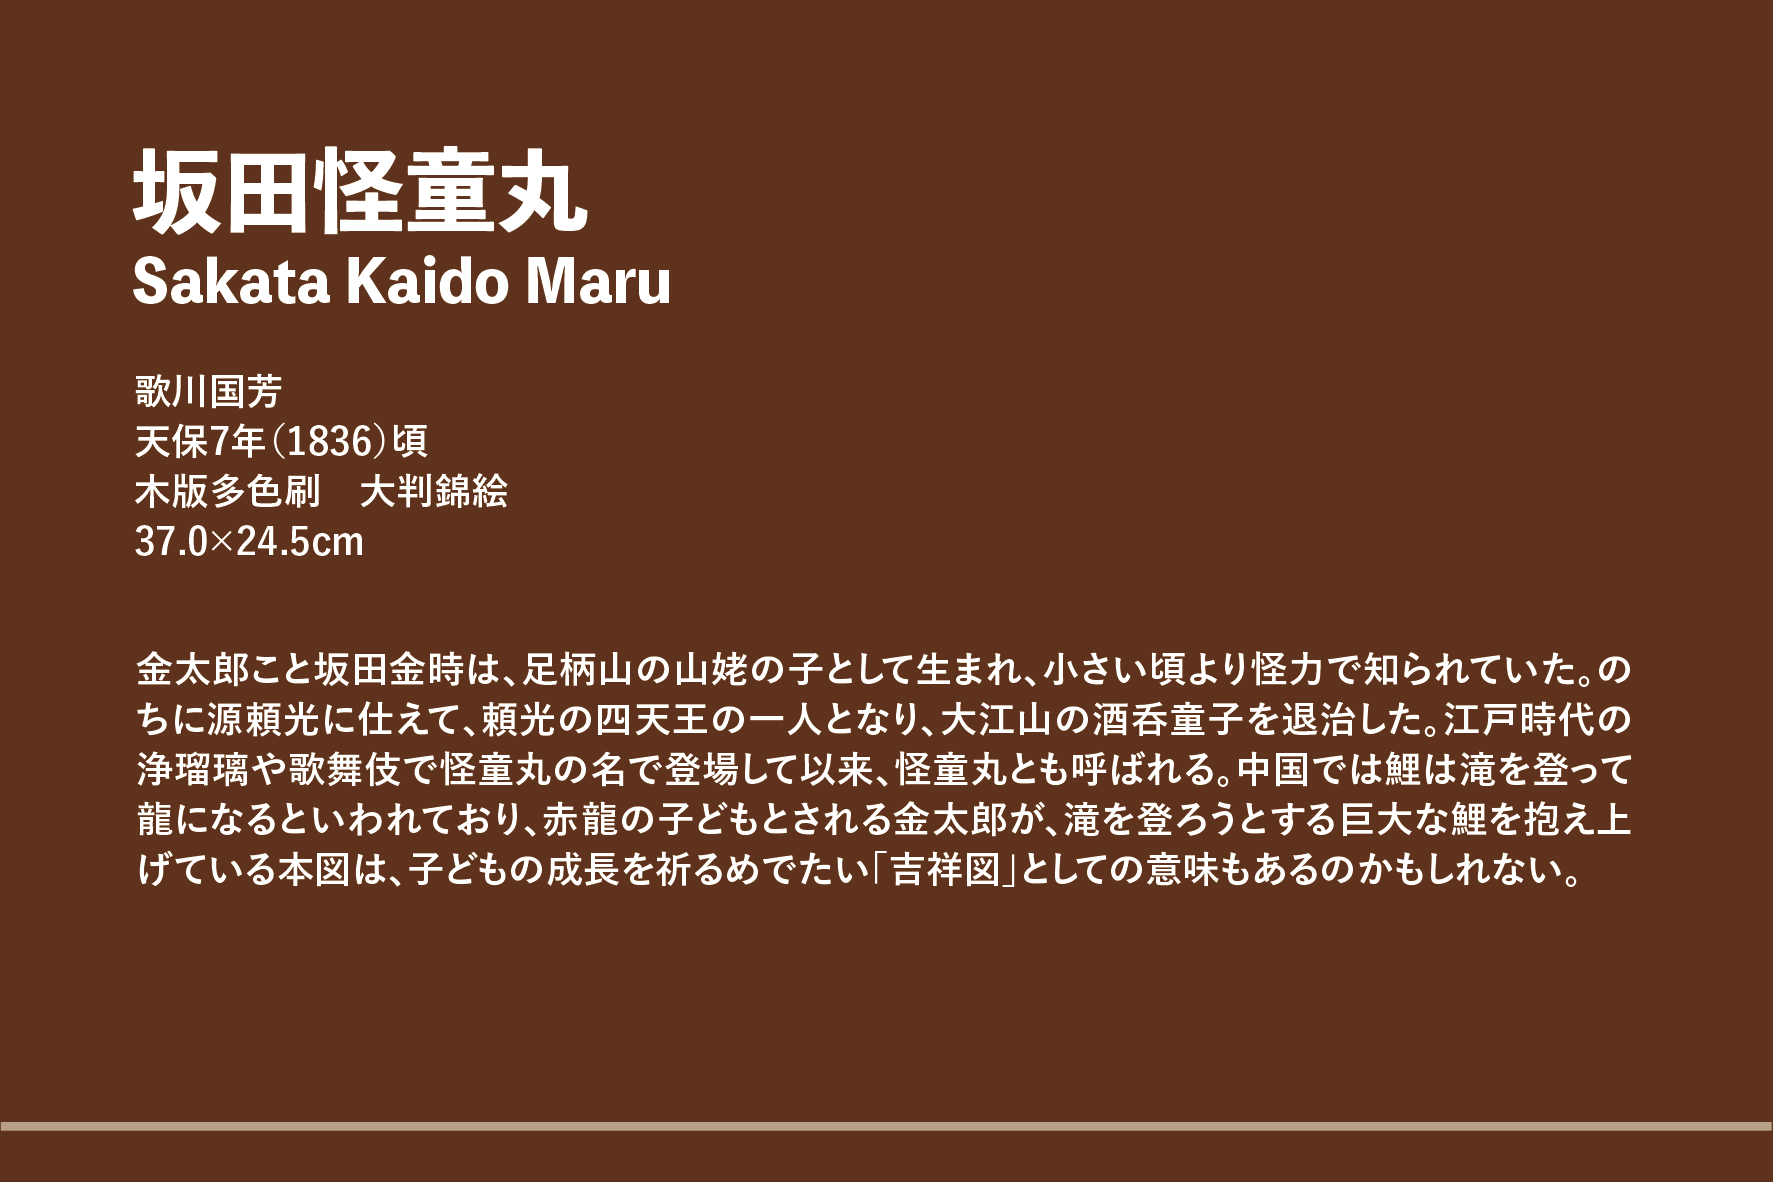 坂田怪童丸
Sakata Kaido Maru
歌川国芳
天保7年（1836）頃
木版多色刷　大判錦絵
37.0×24.5cm
金太郎こと坂田金時は、足柄山の山姥の子として生まれ、小さい頃より怪力で知られていた。の
ちに源頼光に仕えて、頼光の四天王の一人となり、大江山の酒呑童子を退治した。江戸時代の
浄瑠璃や歌舞伎で怪童丸の名で登場して以来、怪童丸とも呼ばれる。中国では鯉は滝を登って
龍になるといわれており、赤龍の子どもとされる金太郎が、滝を登ろうとする巨大な鯉を抱え上
げている本図は、子どもの成長を祈るめでたい「吉祥図」としての意味もあるのかもしれない。